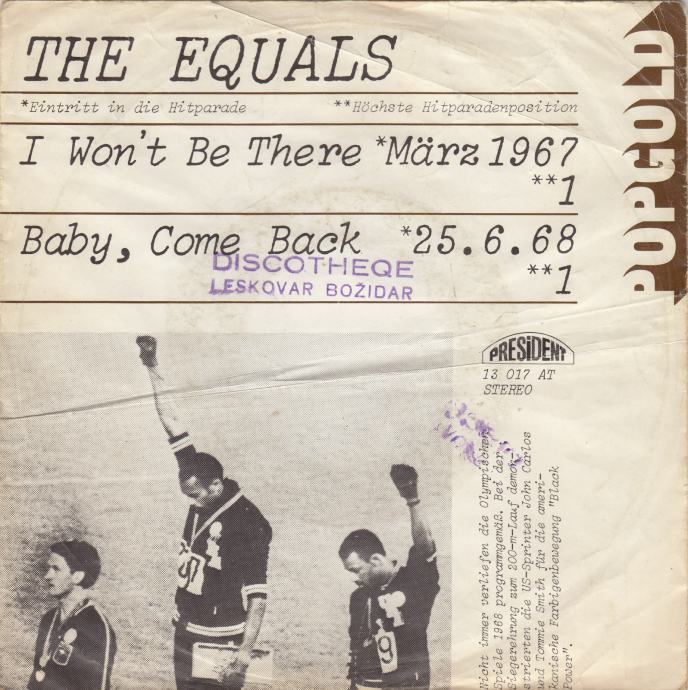 THE EQUALS
*Eintritt in die Hitparade **Höchste Hitparadenposition
I Won't Be There *März 1967
**1
Baby, Come Back *25.6.68
**1
DISCOTHEQE
LESKOVAR BOŽIDAR
POPGOLD
PRESIDENT
13 017 AT
STEREO
Nicht immer verliefen die Olympischen
Spiele 1968 programmgemäß. Bei der
Siegerehrung zum 200-m-Lauf demon-
strierten die US-Sprinter John Carlos
und Tommie Smith für die ameri-
kanische Farbigenbewegung "Black
Power".